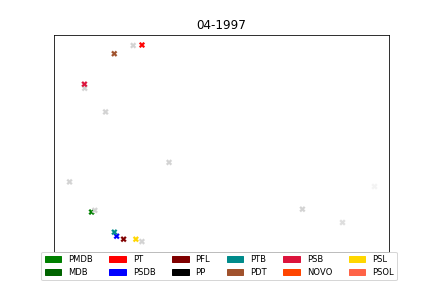 04-1997
PMDB PT PFL PTB PSB PSL
MDB PSDB PP PDT NOVO PSOL